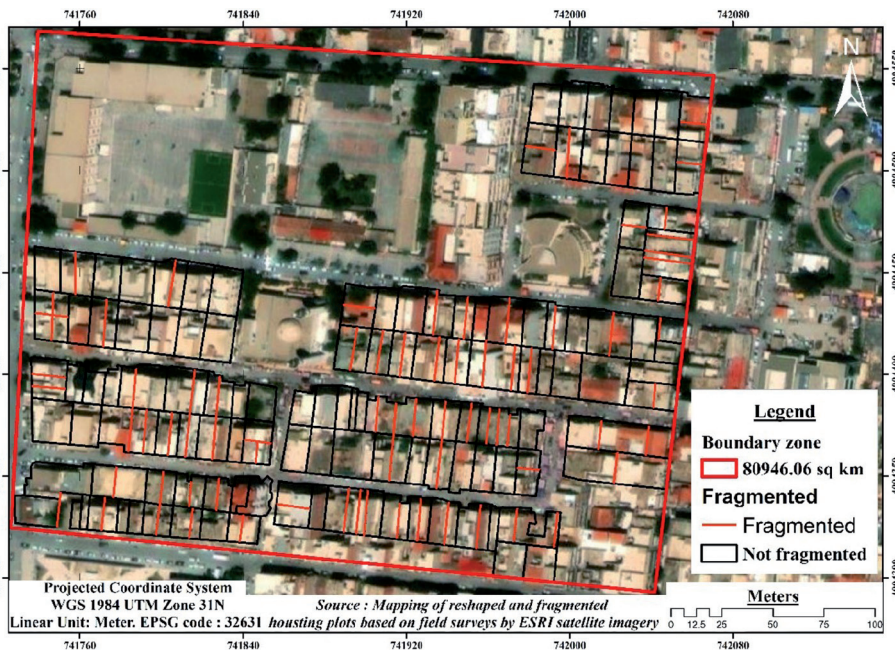 741760 741840 741920 742000 742080
N
Legend
Boundary zone
80946.06 sq km
Fragmented
Fragmented
Not fragmented
Meters
0 12.5 25 50 75 100
Projected Coordinate System
WGS 1984 UTM Zone 31N
Linear Unit: Meter. EPSG code : 32631
Source : Mapping of reshaped and fragmented
housting plots based on field surveys by ESRI satellite imagery
741760 741840 741920 742000 742080